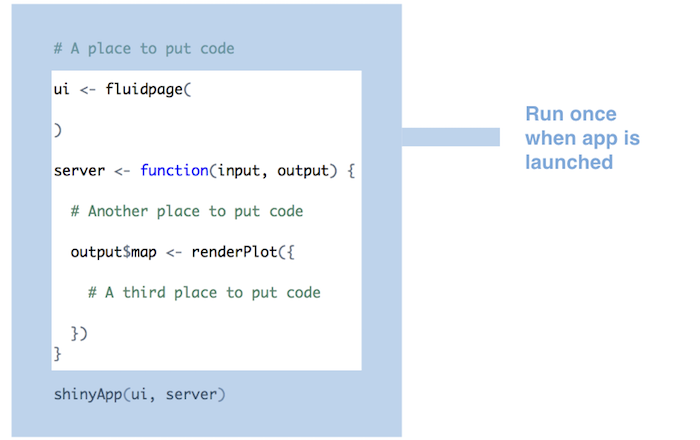 # A place to put code
ui <- fluidpage(
)
server <- function(input, output) {
# Another place to put code
output$map <- renderPlot({
# A third place to put code
})
}
shinyApp(ui, server)
Run once
when app is
launched